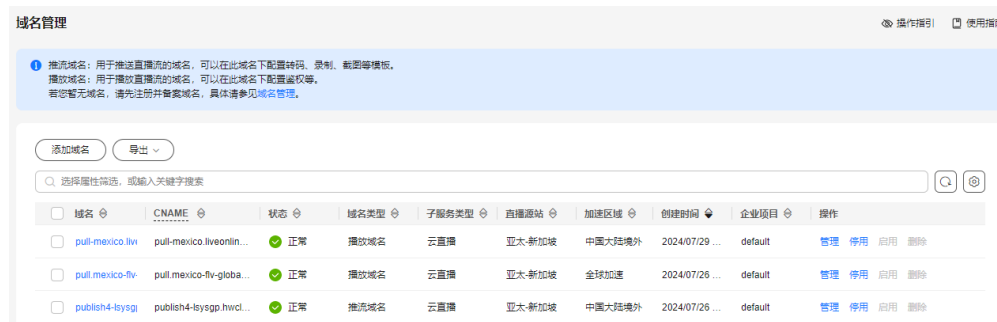 域名管理
操作指引 使用指
推流域名：用于推送直播流的域名，可以在此域名下配置转码、录制、截图等模板。
播放域名：用于播放直播流的域名，可以在此域名下配置鉴权等。
若您暂无域名，请先注册并备案域名，具体请参见域名管理。
添加域名 导出
选择属性筛选，或输入关键字搜索
域名 CNAME 状态 域名类型 子服务类型 直播源站 加速区域 创建时间 企业项目 操作
pull-mexico.live pull-mexico.liveonlin... 正常 播放域名 云直播 亚太-新加坡 中国大陆境外 2024/07/29 ... default 管理 停用 启用 删除
pull.mexico-flv- pull.mexico-flv-globa... 正常 播放域名 云直播 亚太-新加坡 全球加速 2024/07/26 ... default 管理 停用 启用 删除
publish4-lsysgp publish4-lsysgp.hwcl... 正常 推流域名 云直播 亚太-新加坡 中国大陆境外 2024/07/26 ... default 管理 停用 启用 删除